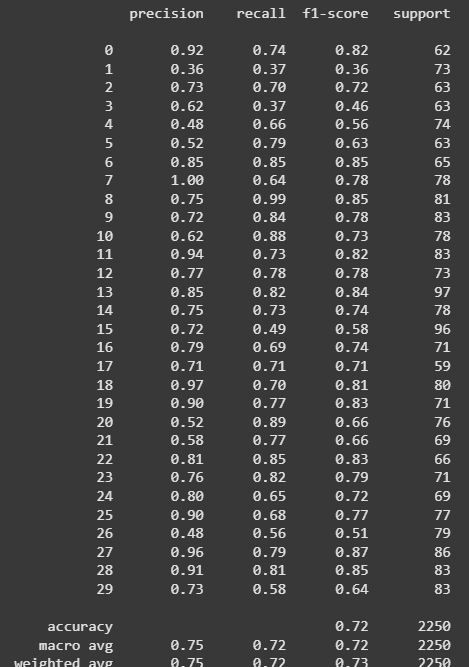 precision recall f1-score support
0 0.92 0.74 0.82 62
1 0.36 0.37 0.36 73
2 0.73 0.70 0.72 63
3 0.62 0.37 0.46 63
4 0.48 0.66 0.56 74
5 0.52 0.79 0.63 63
6 0.85 0.85 0.85 65
7 1.00 0.64 0.78 78
8 0.75 0.99 0.85 81
9 0.72 0.84 0.78 83
10 0.62 0.88 0.73 78
11 0.94 0.73 0.82 83
12 0.77 0.78 0.78 73
13 0.85 0.82 0.84 97
14 0.75 0.73 0.74 78
15 0.72 0.49 0.58 96
16 0.79 0.69 0.74 71
17 0.71 0.71 0.71 59
18 0.97 0.70 0.81 80
19 0.90 0.77 0.83 71
20 0.52 0.89 0.66 76
21 0.58 0.77 0.66 69
22 0.81 0.85 0.83 66
23 0.76 0.82 0.79 71
24 0.80 0.65 0.72 69
25 0.90 0.68 0.77 77
26 0.48 0.56 0.51 79
27 0.96 0.79 0.87 86
28 0.91 0.81 0.85 83
29 0.73 0.58 0.64 83
accuracy 0.72 2250
macro avg 0.75 0.72 0.72 2250
weighted avg 0.75 0.72 0.73 2250